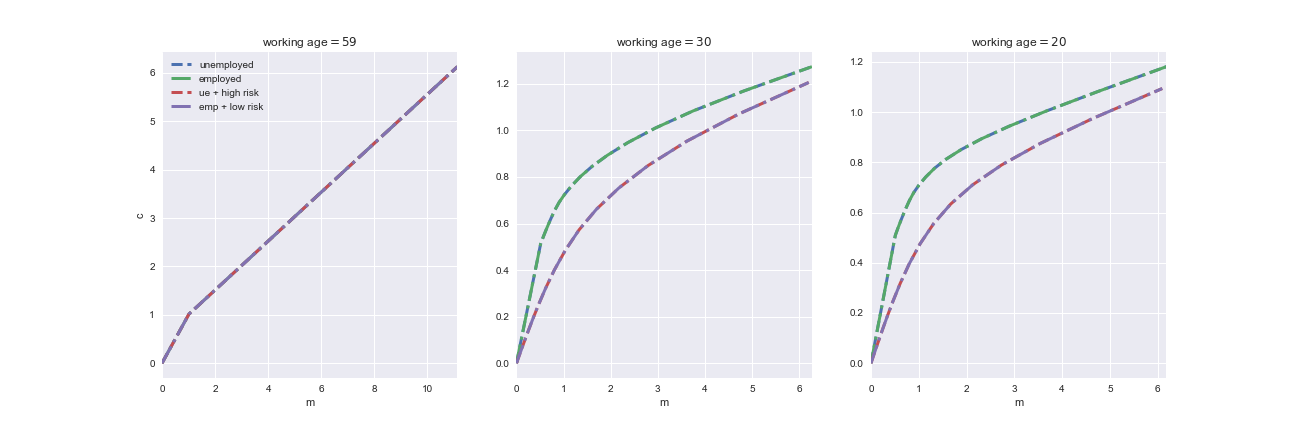 working age = 59
unemployed
employed
ue + high risk
emp + low risk
6
5
4
3
2
1
0
c
0 2 4 6 8 10
m
working age = 30
1.2
1.0
0.8
0.6
0.4
0.2
0.0
0 1 2 3 4 5 6
m
working age = 20
1.2
1.0
0.8
0.6
0.4
0.2
0.0
0 1 2 3 4 5 6
m